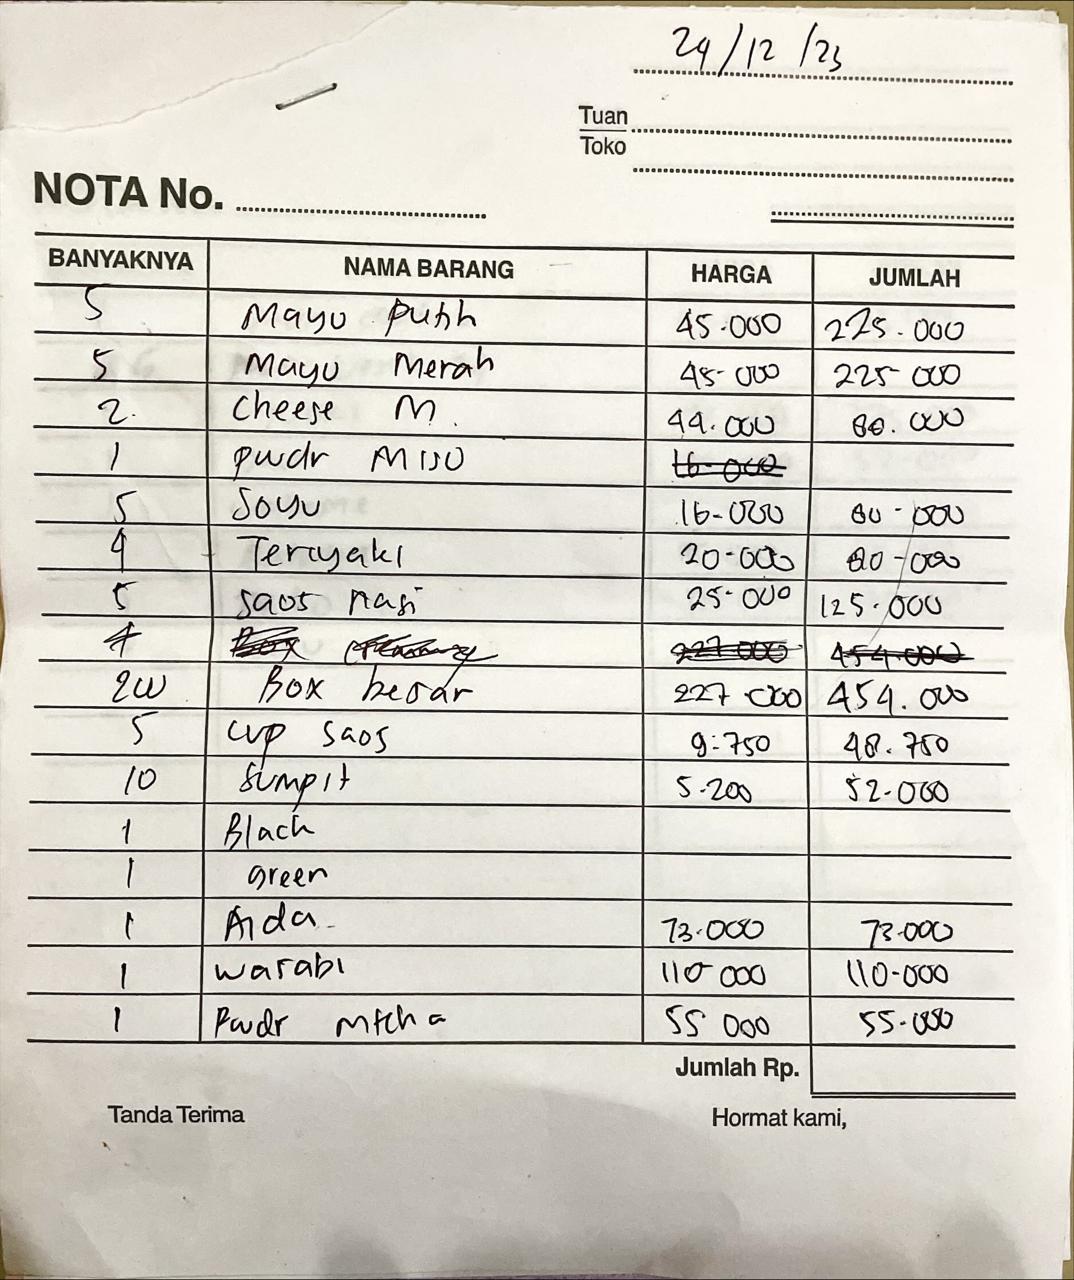 24/12/23
Tuan
Toko
NOTA No.
BANYAKNYA NAMA BARANG HARGA JUMLAH
5 Mayo Putih 45.000 225.000
5 Mayo Merah 45-000 225-000
2. Cheese M. 44.000 88.000
1 pwdr Miso 16-000
5 Soyu 16-000 80-000
4 Teriyaki 20-000 80-000
5 saos nasi 25-000 125.000
4 Box 227.000 454.000
200 Box besar 227.000 454.000
5 cup saos 9.750 48.750
10 sumpit 5.200 52.000
1 Black
1 green
1 Aida 73.000 73.000
1 warabi 110-000 110-000
1 Pwdr mtcha 55 000 55.000
Jumlah Rp.
Tanda Terima Hormat kami,